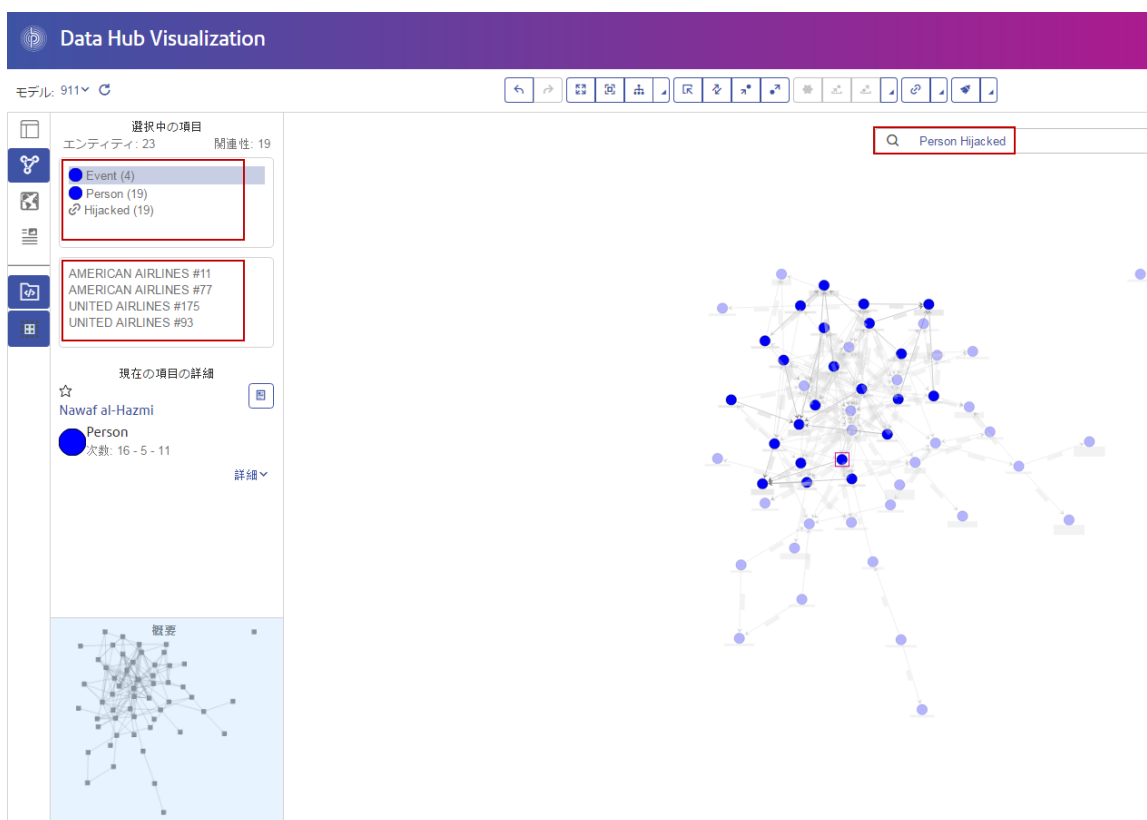 Data Hub Visualization
モデル: 911
選択中の項目
エンティティ: 23 関連性: 19
Event (4)
Person (19)
Hijacked (19)
AMERICAN AIRLINES #11
AMERICAN AIRLINES #77
UNITED AIRLINES #175
UNITED AIRLINES #93
現在の項目の詳細
Nawaf al-Hazmi
Person
次数: 16 - 5 - 11
詳細
概要
Person Hijacked